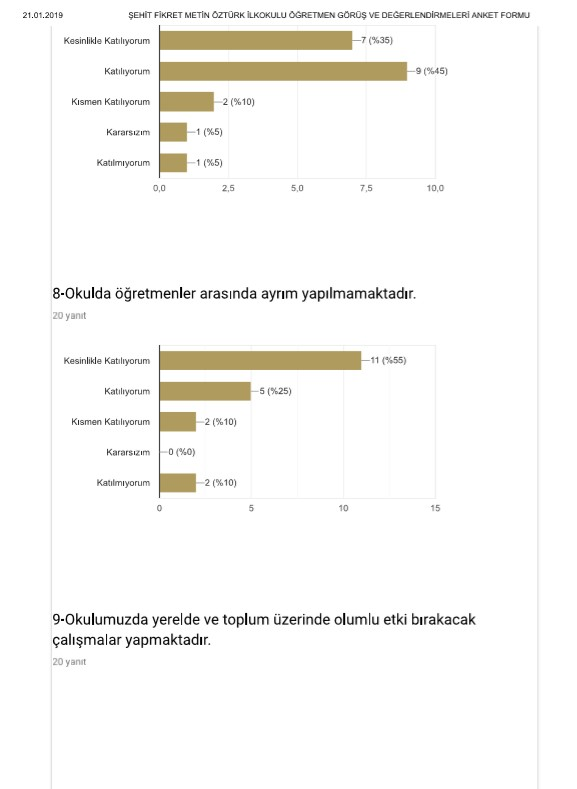 21.01.2019 ŞEHİT FİKRET METİN ÖZTÜRK İLKOKULU ÖĞRETMEN GÖRÜŞ VE DEĞERLENDİRMELERİ ANKET FORMU
Kesinlikle Katılıyorum 7 (%35)
Katılıyorum 9 (%45)
Kısmen Katılıyorum 2 (%10)
Kararsızım 1 (%5)
Katılmıyorum 1 (%5)
0,0 2,5 5,0 7,5 10,0
8-Okulda öğretmenler arasında ayrım yapılmamaktadır.
20 yanıt
Kesinlikle Katılıyorum 11 (%55)
Katılıyorum 5 (%25)
Kısmen Katılıyorum 2 (%10)
Kararsızım 0 (%0)
Katılmıyorum 2 (%10)
0 5 10 15
9-Okulumuzda yerelde ve toplum üzerinde olumlu etki bırakacak
çalışmalar yapmaktadır.
20 yanıt